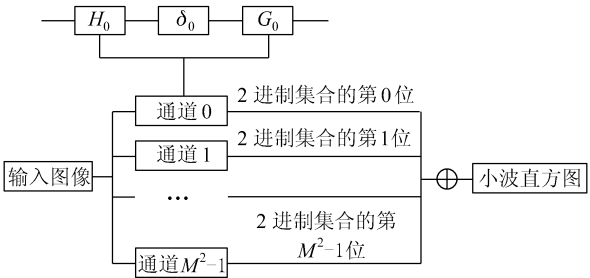 H₀ δ₀ G₀
2进制集合的第0位
通道0
2进制集合的第1位
通道1
输入图像
小波直方图
...
2进制集合的第
M²-1位
通道M²-1